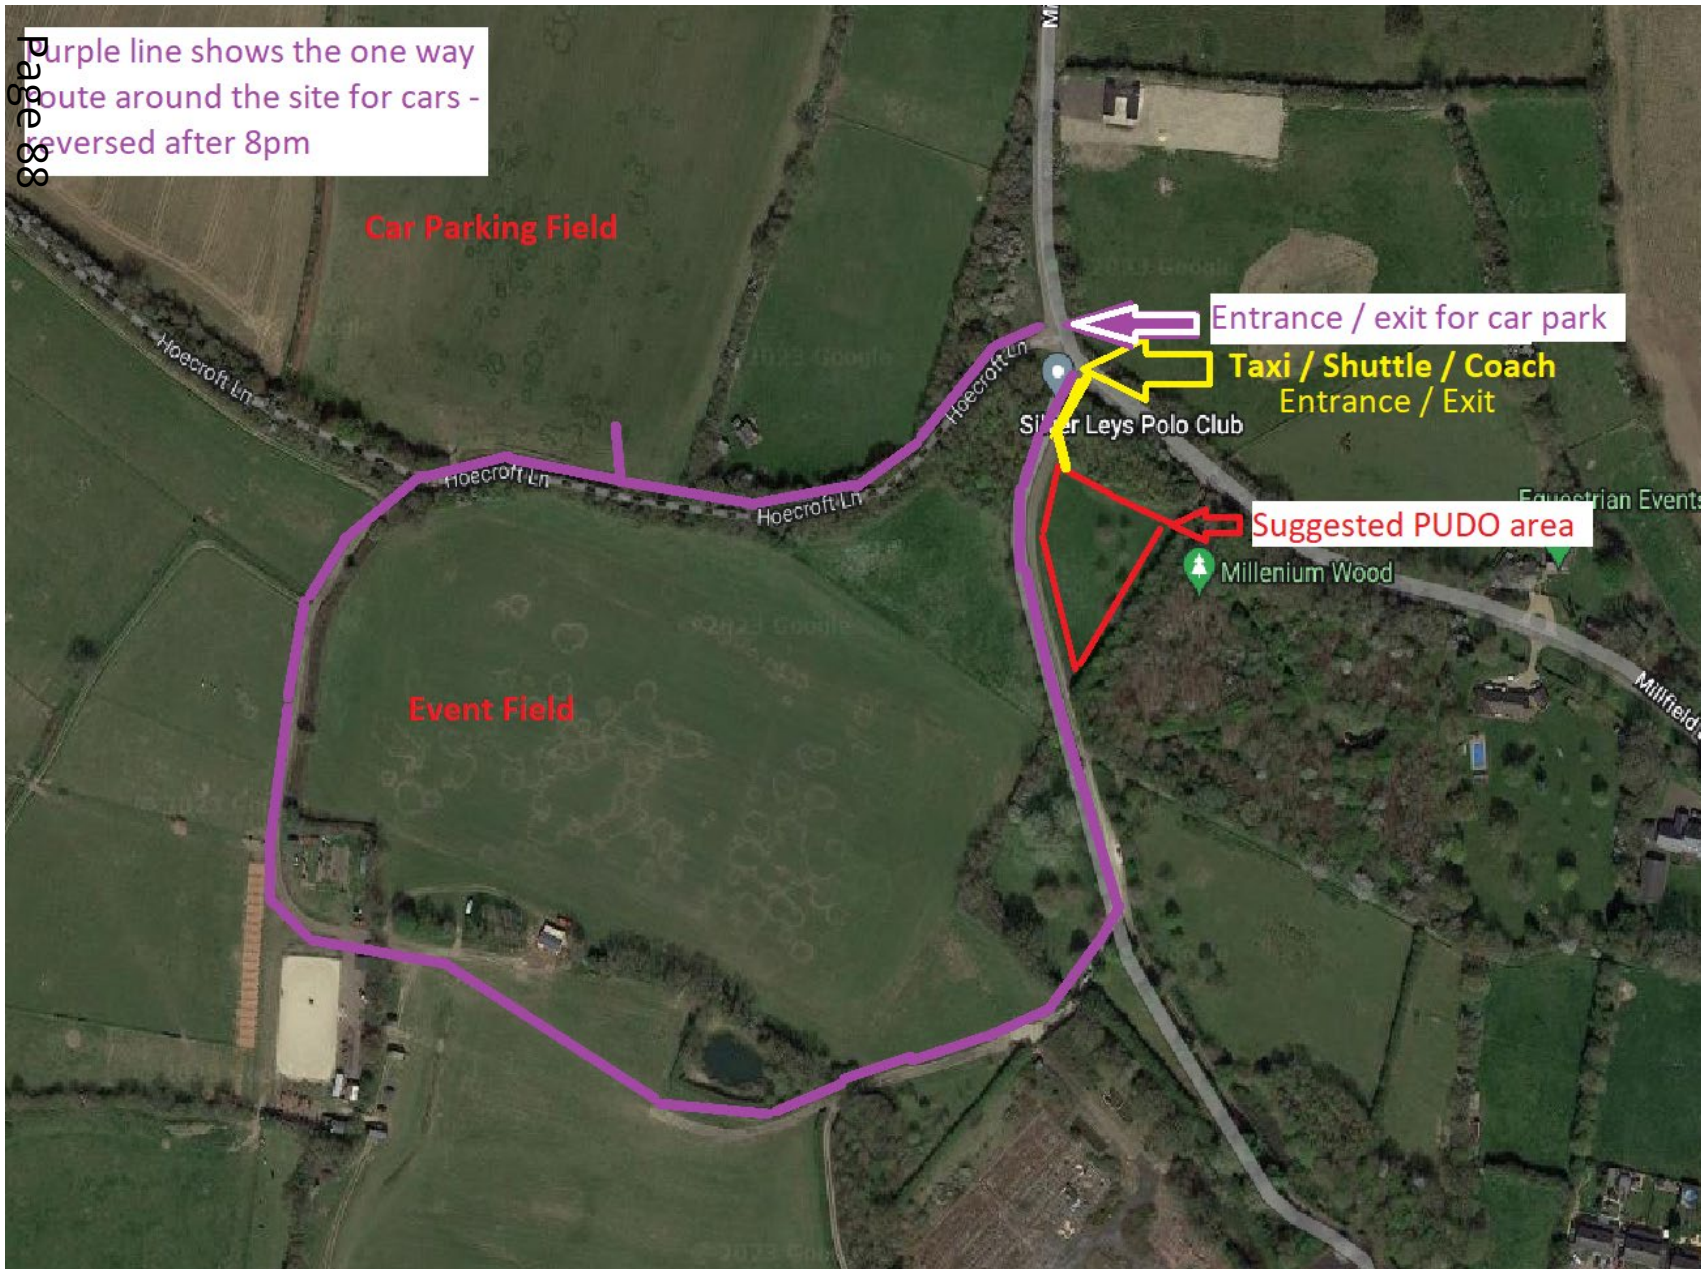 Page 88
Purple line shows the one way
route around the site for cars -
reversed after 8pm
Car Parking Field
Entrance / exit for car park
Hoecroft Ln
Hoecroft Ln
Taxi / Shuttle / Coach
Entrance / Exit
Silver Leys Polo Club
Hoecroft Ln
Hoecroft Ln
Equestrian Events
Suggested PUDO area
Millenium Wood
©2023 Google
Event Field
Millfield